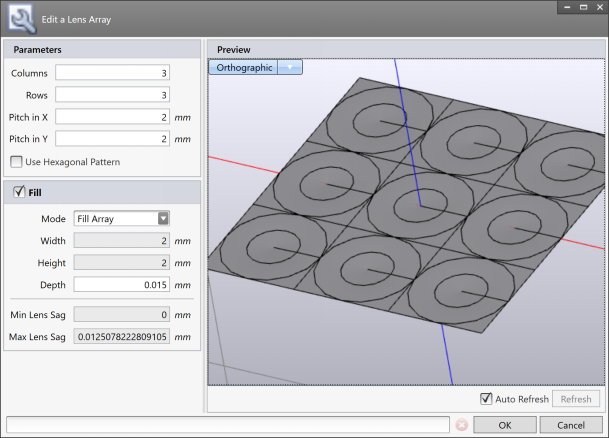 Edit a Lens Array
Parameters
Columns 3
Rows 3
Pitch in X 2 mm
Pitch in Y 2 mm
Use Hexagonal Pattern
Fill
Mode Fill Array
Width 2 mm
Height 2 mm
Depth 0.015 mm
Min Lens Sag 0 mm
Max Lens Sag 0.0125078222809105 mm
Preview
Orthographic
Auto Refresh Refresh
OK Cancel